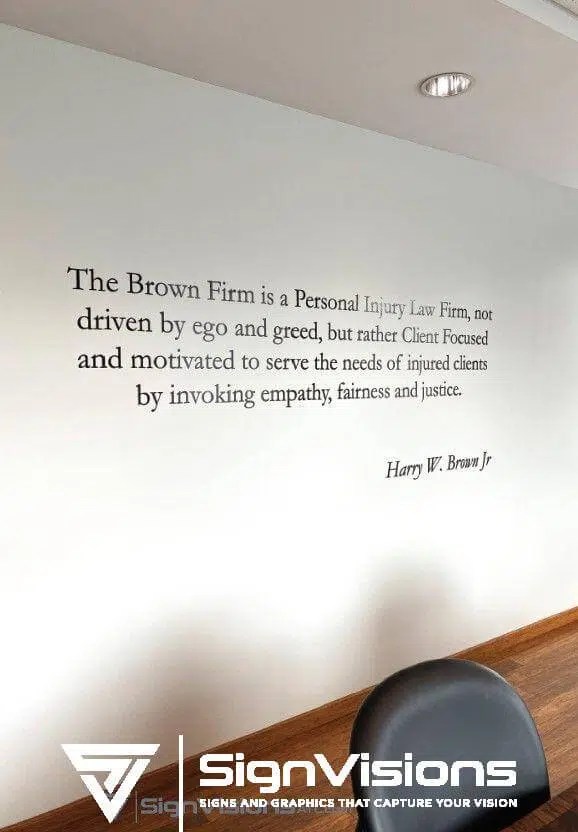 The Brown Firm is a Personal Injury Law Firm, not
driven by ego and greed, but rather Client Focused
and motivated to serve the needs of injured clients
by invoking empathy, fairness and justice.
Harry W. Brown Jr
SignVisions
SIGNS AND GRAPHICS THAT CAPTURE YOUR VISION